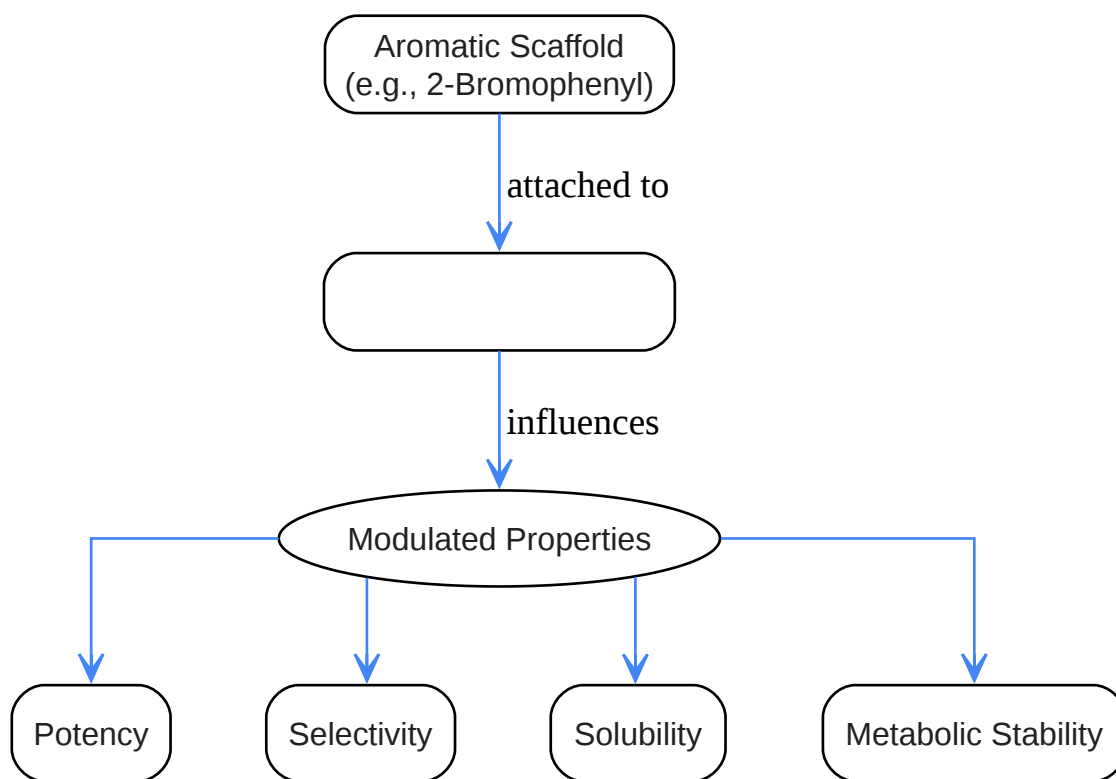 Aromatic Scaffold
(e.g., 2-Bromophenyl)
attached to
influences
Modulated Properties
Potency
Selectivity
Solubility
Metabolic Stability